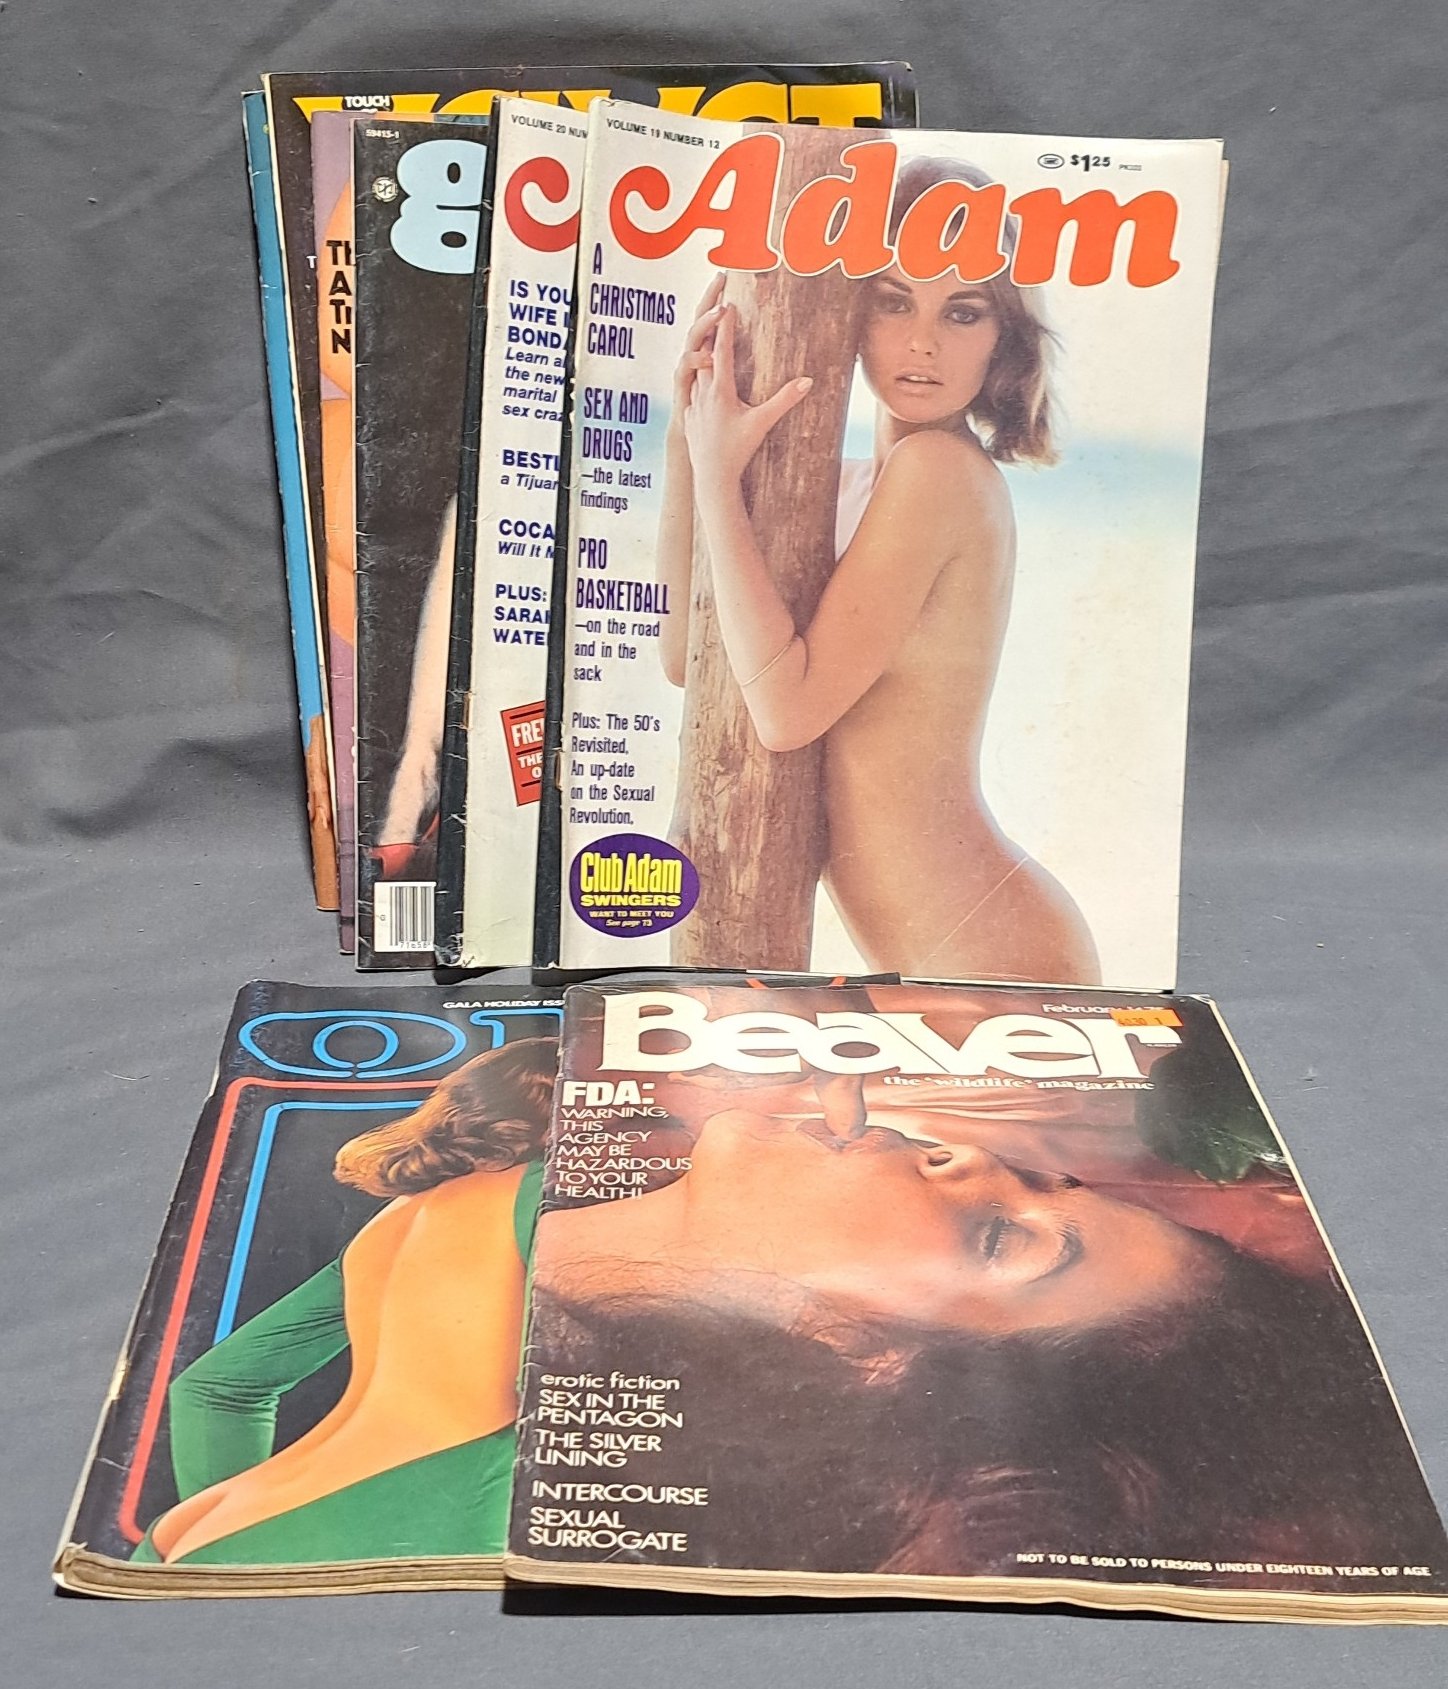 TOUCH
59415-1
g
71658
VOLUME 20 NUM
IS YOU
WIFE I
BONDA
Learn a
the new
marital
sex craz
BESTI
a Tijuan
COCA
Will It M
PLUS:
SARAH
WATE
FREE
THE
O
VOLUME 19 NUMBER 12
$1.25
Adam
A
CHRISTMAS
CAROL
SEX AND
DRUGS
—the latest
findings
PRO
BASKETBALL
—on the road
and in the
sack
Plus: The 50's
Revisited,
An up-date
on the Sexual
Revolution.
Club Adam
SWINGERS
WANT TO MEET YOU
See page 73
GALA HOLIDAY ISS
Beaver
February
the 'wildlife' magazine
FDA:
WARNING,
THIS
AGENCY
MAY BE
HAZARDOUS
TO YOUR
HEALTH!
erotic fiction
SEX IN THE
PENTAGON
THE SILVER
LINING
INTERCOURSE
SEXUAL
SURROGATE
NOT TO BE SOLD TO PERSONS UNDER EIGHTEEN YEARS OF AGE